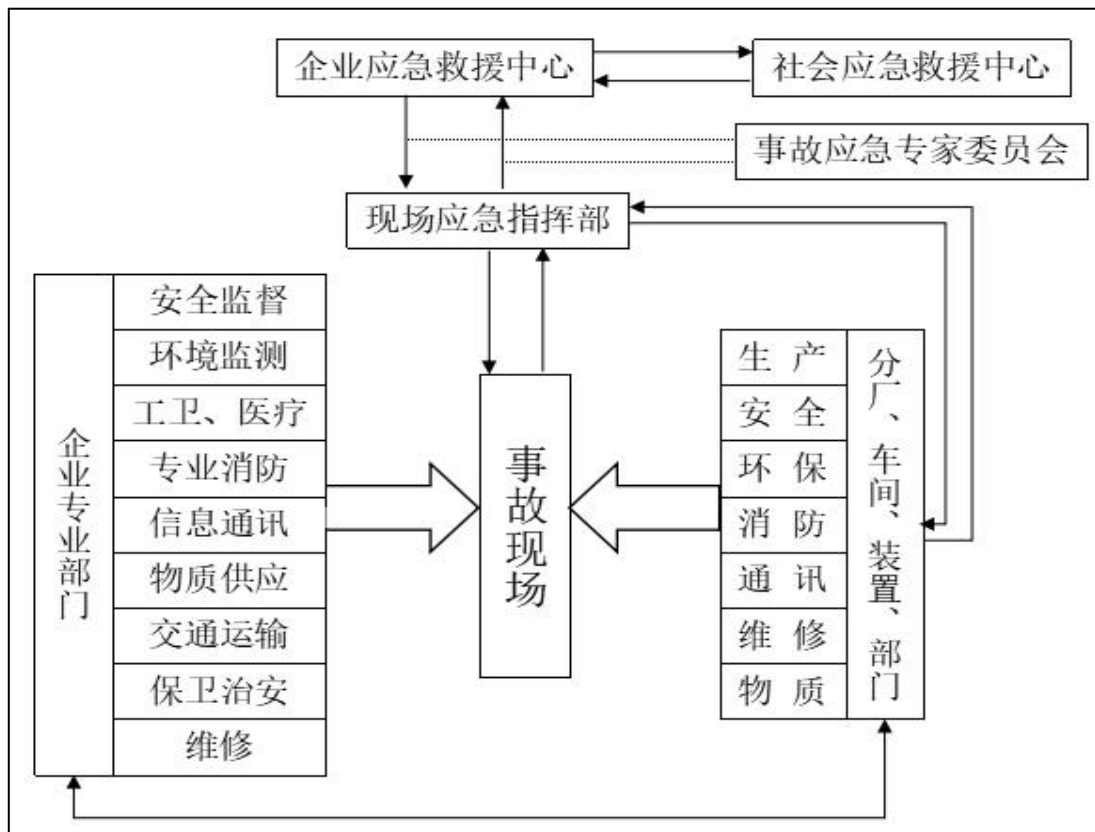 企业应急救援中心
社会应急救援中心
事故应急专家委员会
现场应急指挥部
企业专业部门
安全监督
环境监测
工卫、医疗
专业消防
信息通讯
物质供应
交通运输
保卫治安
维修
事故现场
生 产
安 全
环 保
消 防
通 讯
维 修
物 质
分厂、车间、装置、部门